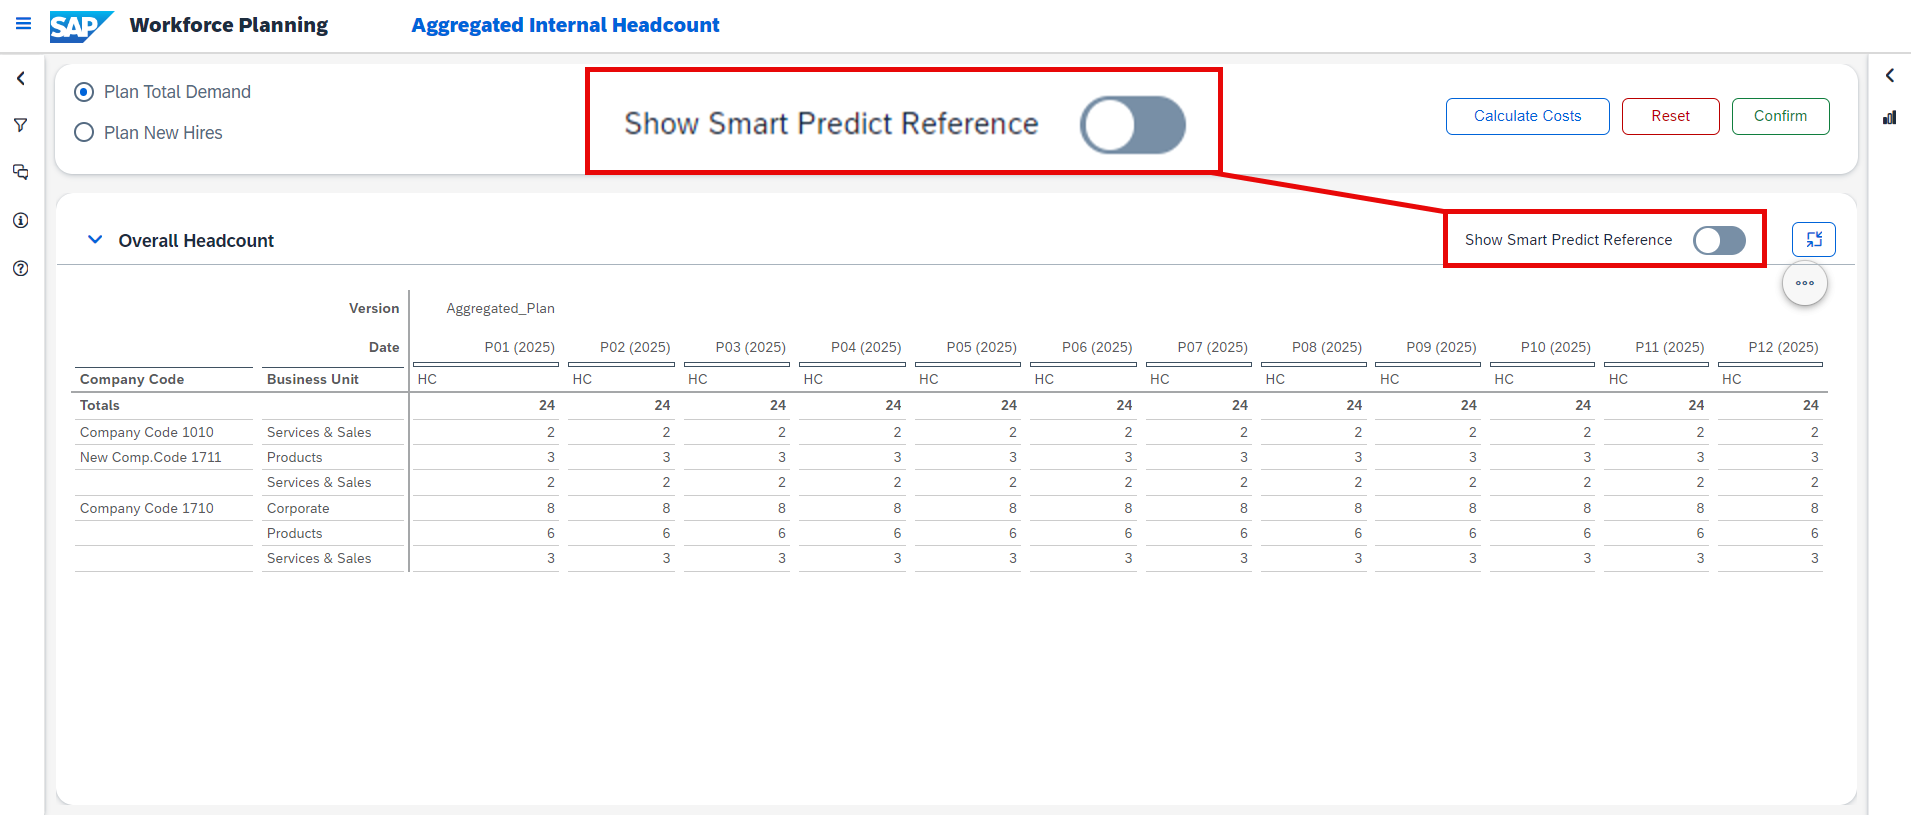 SAP Workforce Planning Aggregated Internal Headcount
Plan Total Demand
Plan New Hires
Show Smart Predict Reference
Calculate Costs Reset Confirm
Overall Headcount
Show Smart Predict Reference
Version Aggregated_Plan
Date P01 (2025) P02 (2025) P03 (2025) P04 (2025) P05 (2025) P06 (2025) P07 (2025) P08 (2025) P09 (2025) P10 (2025) P11 (2025) P12 (2025)
Company Code Business Unit HC HC HC HC HC HC HC HC HC HC HC HC
Totals 24 24 24 24 24 24 24 24 24 24 24 24
Company Code 1010 Services & Sales 2 2 2 2 2 2 2 2 2 2 2 2
New Comp.Code 1711 Products 3 3 3 3 3 3 3 3 3 3 3 3
Services & Sales 2 2 2 2 2 2 2 2 2 2 2 2
Company Code 1710 Corporate 8 8 8 8 8 8 8 8 8 8 8 8
Products 6 6 6 6 6 6 6 6 6 6 6 6
Services & Sales 3 3 3 3 3 3 3 3 3 3 3 3